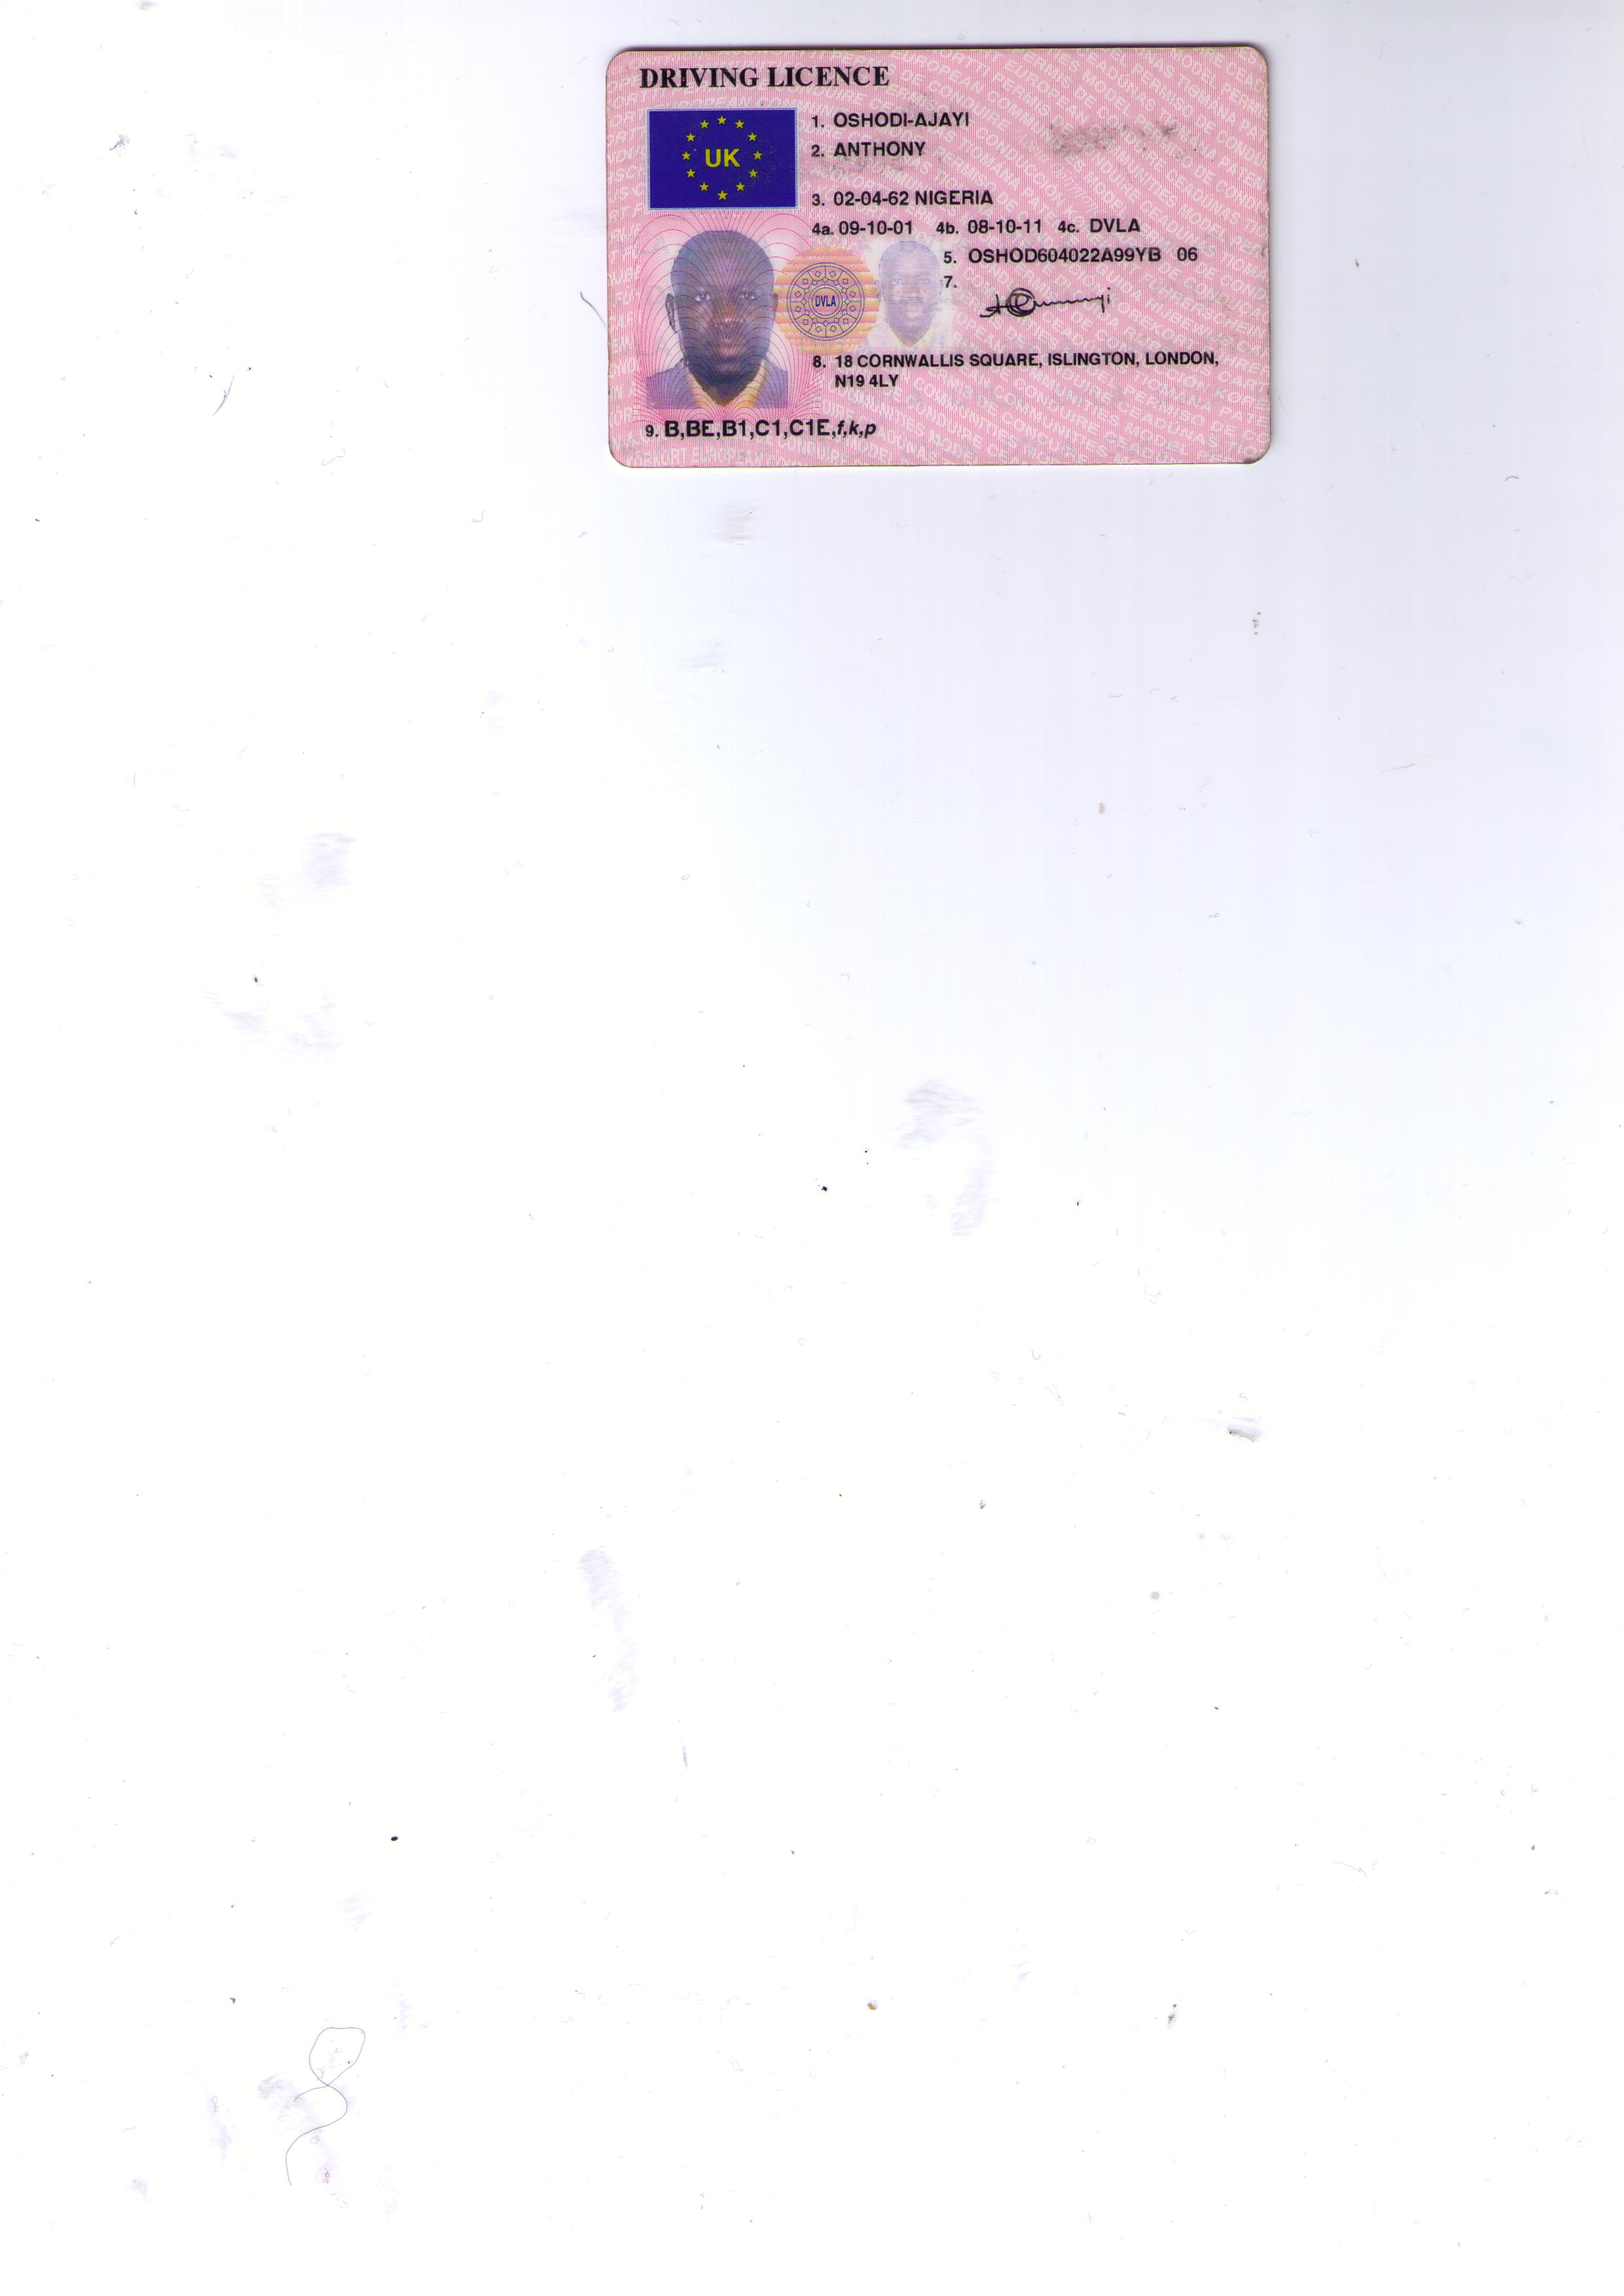 DRIVING LICENCE
UK
1. OSHODI-AJAYI
2. ANTHONY
3. 02-04-62 NIGERIA
4a. 09-10-01 4b. 08-10-11 4c. DVLA
5. OSHOD604022A99YB 06
7.
DVLA
8. 18 CORNWALLIS SQUARE, ISLINGTON, LONDON,
N19 4LY
9. B,BE,B1,C1,C1E,f,k,p